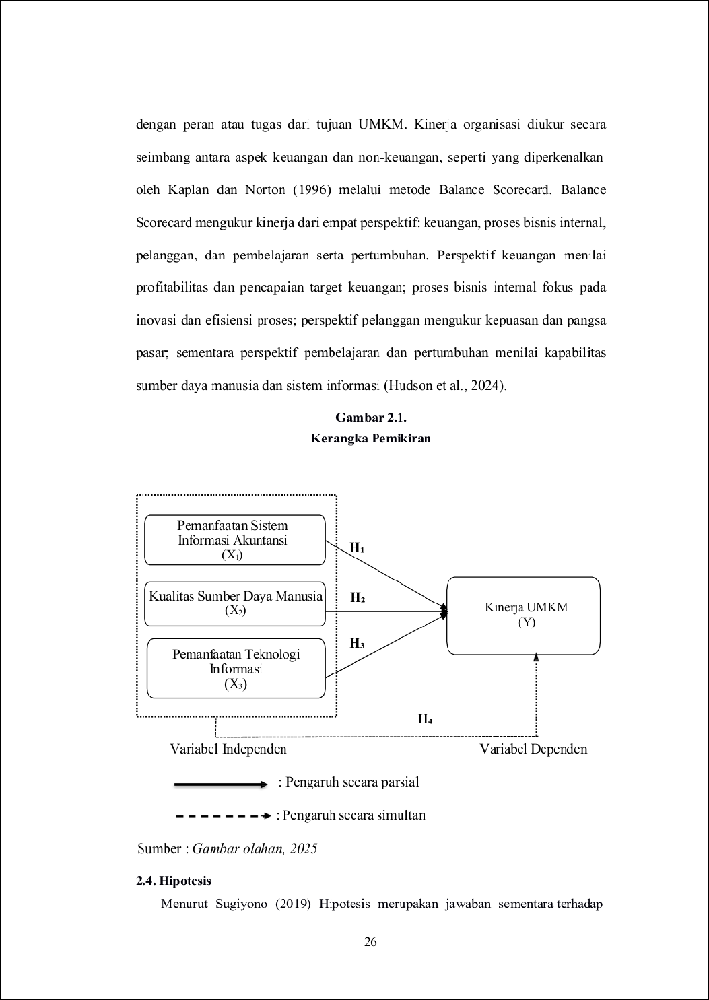 dengan peran atau tugas dari tujuan UMKM. Kinerja organisasi diukur secara
seimbang antara aspek keuangan dan non-keuangan, seperti yang diperkenalkan
oleh Kaplan dan Norton (1996) melalui metode Balance Scorecard. Balance
Scorecard mengukur kinerja dari empat perspektif: keuangan, proses bisnis internal,
pelanggan, dan pembelajaran serta pertumbuhan. Perspektif keuangan menilai
profitabilitas dan pencapaian target keuangan; proses bisnis internal fokus pada
inovasi dan efisiensi proses; perspektif pelanggan mengukur kepuasan dan pangsa
pasar; sementara perspektif pembelajaran dan pertumbuhan menilai kapabilitas
sumber daya manusia dan sistem informasi (Hudson et al., 2024).
Gambar 2.1.
Kerangka Pemikiran
Pemanfaatan Sistem
Informasi Akuntansi
(X₁)
H₁
Kualitas Sumber Daya Manusia
(X₂)
H₂
Kinerja UMKM
(Y)
H₃
Pemanfaatan Teknologi
Informasi
(X₃)
H₄
Variabel Independen
Variabel Dependen
: Pengaruh secara parsial
: Pengaruh secara simultan
Sumber : Gambar olahan, 2025
2.4. Hipotesis
Menurut Sugiyono (2019) Hipotesis merupakan jawaban sementara terhadap
26